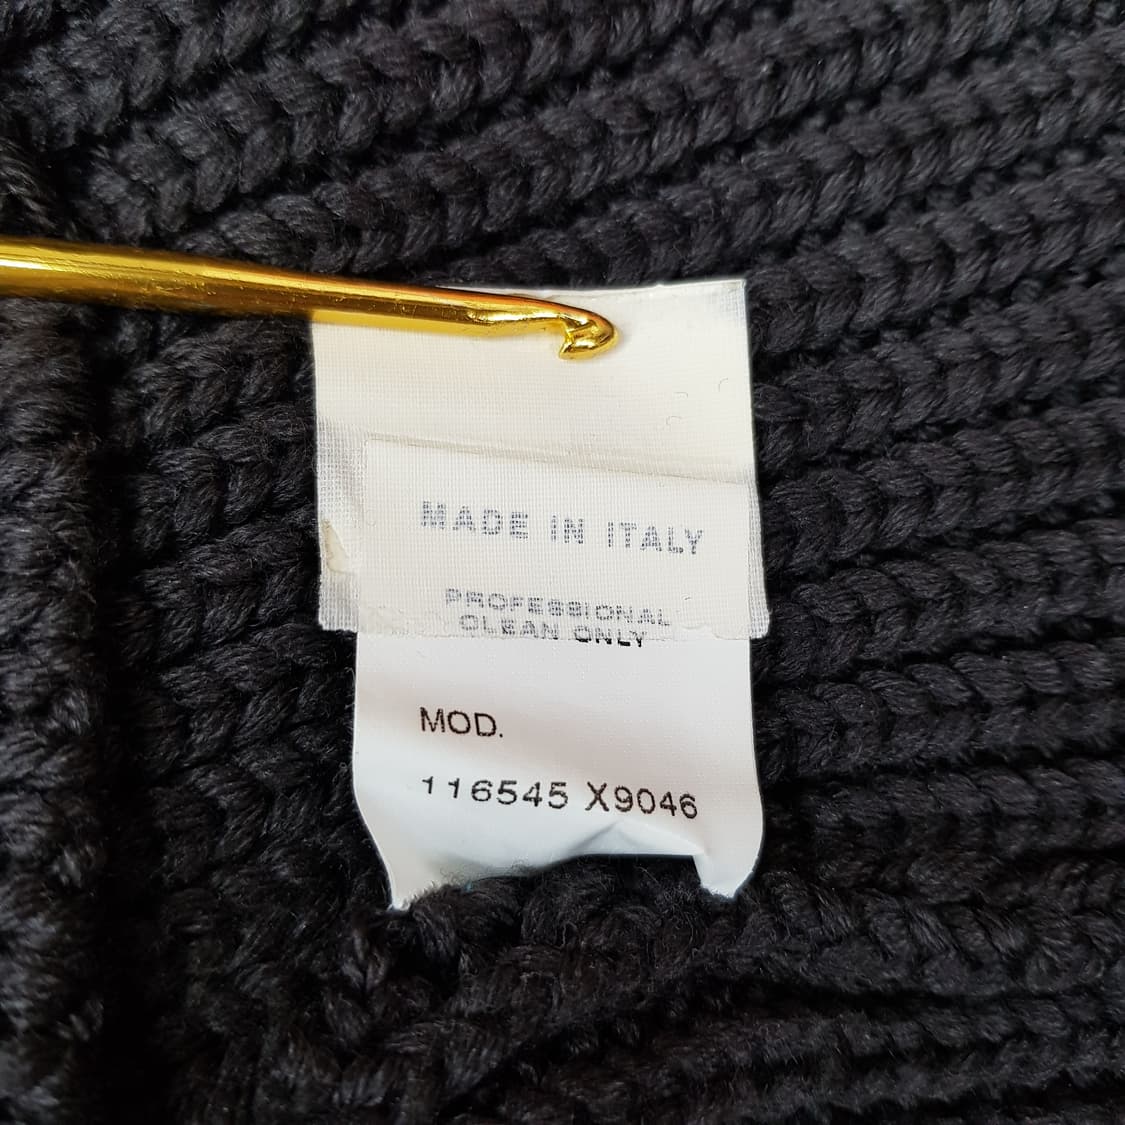 MADE IN ITALY
PROFESSIONAL
CLEAN ONLY
MOD.
116545 X9046